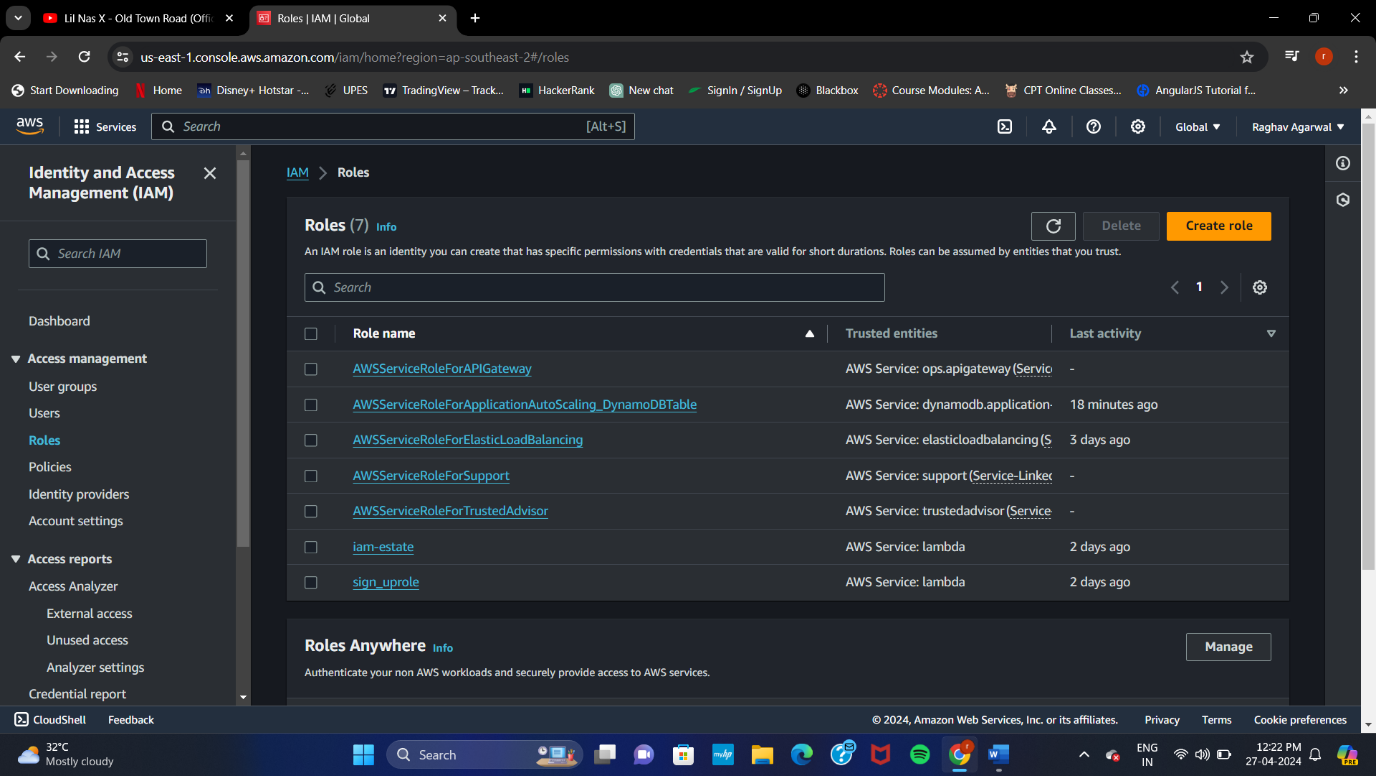 Lil Nas X - Old Town Road (Offi
Roles | IAM | Global
us-east-1.console.aws.amazon.com/iam/home?region=ap-southeast-2#/roles
r
Start Downloading
Home
Disney+ Hotstar -...
UPES
TradingView – Track...
HackerRank
New chat
SignIn / SignUp
Blackbox
Course Modules: A...
CPT Online Classes...
AngularJS Tutorial f...
aws
Services
Search [Alt+S]
Global
Raghav Agarwal
Identity and Access
Management (IAM)
Search IAM
Dashboard
Access management
User groups
Users
Roles
Policies
Identity providers
Account settings
Access reports
Access Analyzer
External access
Unused access
Analyzer settings
Credential report
IAM > Roles
Roles (7) Info
Delete
Create role
An IAM role is an identity you can create that has specific permissions with credentials that are valid for short durations. Roles can be assumed by entities that you trust.
Search
1
Role name Trusted entities Last activity
AWSServiceRoleForAPIGateway AWS Service: ops.apigateway (Servic -
AWSServiceRoleForApplicationAutoScaling_DynamoDBTable AWS Service: dynamodb.application- 18 minutes ago
AWSServiceRoleForElasticLoadBalancing AWS Service: elasticloadbalancing (S 3 days ago
AWSServiceRoleForSupport AWS Service: support (Service-Linkec -
AWSServiceRoleForTrustedAdvisor AWS Service: trustedadvisor (Service -
iam-estate AWS Service: lambda 2 days ago
sign_uprole AWS Service: lambda 2 days ago
Roles Anywhere Info
Manage
Authenticate your non AWS workloads and securely provide access to AWS services.
CloudShell
Feedback
© 2024, Amazon Web Services, Inc. or its affiliates.
Privacy
Terms
Cookie preferences
32°C
Mostly cloudy
Search
ENG
IN
12:22 PM
27-04-2024
PRE